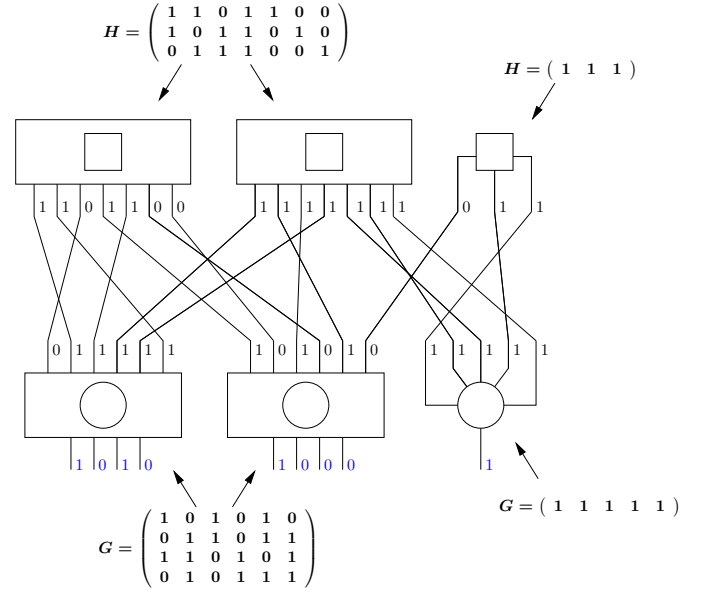 H = ( 1 1 0 1 1 0 0
1 0 1 1 0 1 0
0 1 1 1 0 0 1 )
H = ( 1 1 1 )
1 1 0 1 1 0 0
1 1 1 1 1 1 1
0 1 1
0 1 1 1 1 1
1 0 1 0 1 0
1 1 1 1 1
1 0 1 0
1 0 0 0
1
G = ( 1 0 1 0 1 0
0 1 1 0 1 1
1 1 0 1 0 1
0 1 0 1 1 1 )
G = ( 1 1 1 1 1 )